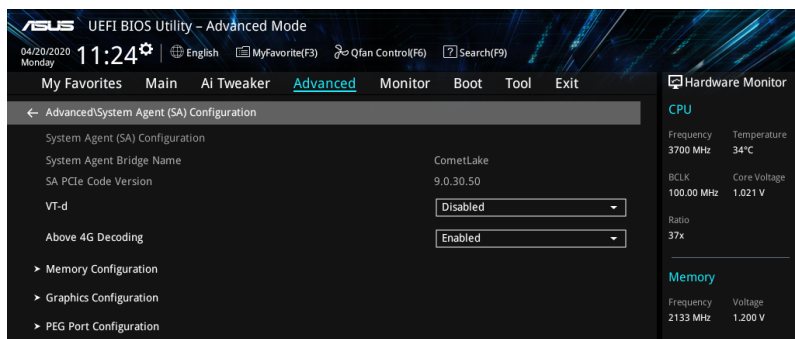 ASUS UEFI BIOS Utility – Advanced Mode
04/20/2020 Monday 11:24 English MyFavorite(F3) Qfan Control(F6) ? Search(F9)
My Favorites Main Ai Tweaker Advanced Monitor Boot Tool Exit
Hardware Monitor
← Advanced\System Agent (SA) Configuration
System Agent (SA) Configuration
System Agent Bridge Name CometLake
SA PCIe Code Version 9.0.30.50
VT-d Disabled
Above 4G Decoding Enabled
> Memory Configuration
> Graphics Configuration
> PEG Port Configuration
CPU
Frequency Temperature
3700 MHz 34°C
BCLK Core Voltage
100.00 MHz 1.021 V
Ratio
37x
Memory
Frequency Voltage
2133 MHz 1.200 V